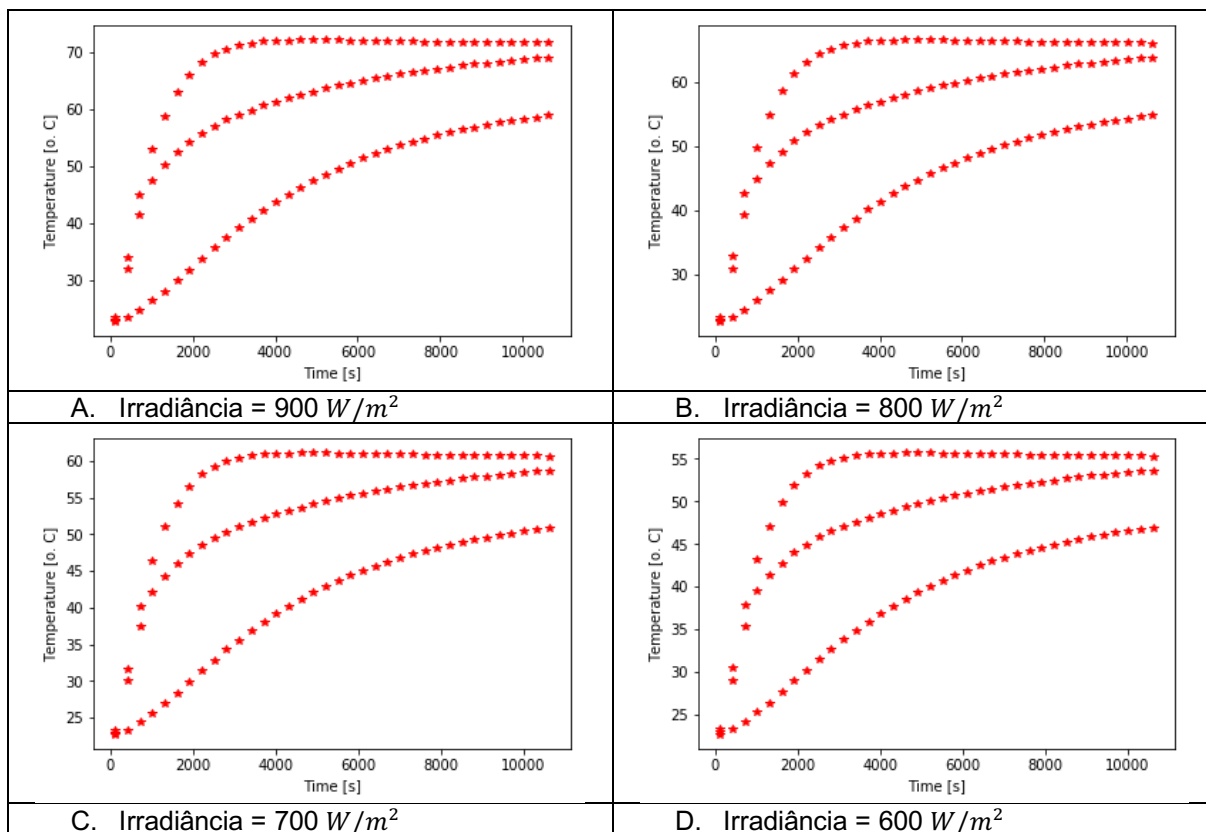 70
60
50
40
30
Temperature [o. C]
0 2000 4000 6000 8000 10000
Time [s]
60
50
40
30
Temperature [o. C]
0 2000 4000 6000 8000 10000
Time [s]
A. Irradiância = 900 W/m²
B. Irradiância = 800 W/m²
60
55
50
45
40
35
30
25
Temperature [o. C]
0 2000 4000 6000 8000 10000
Time [s]
55
50
45
40
35
30
25
Temperature [o. C]
0 2000 4000 6000 8000 10000
Time [s]
C. Irradiância = 700 W/m²
D. Irradiância = 600 W/m²